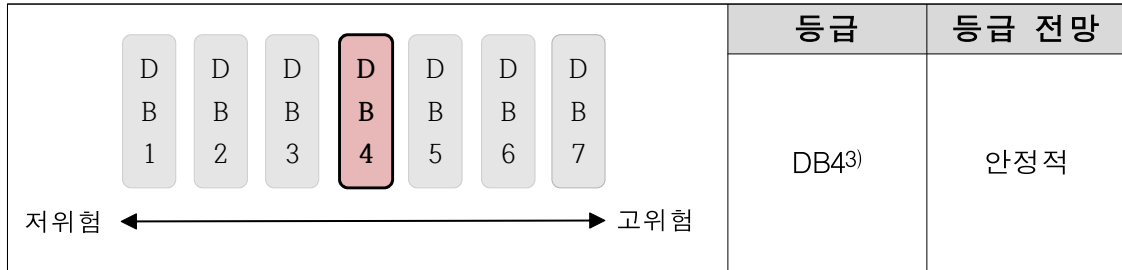 등급 등급 전망
D D D D D D D
B B B B B B B
1 2 3 4 5 6 7
DB4³⁾ 안정적
저위험 고위험